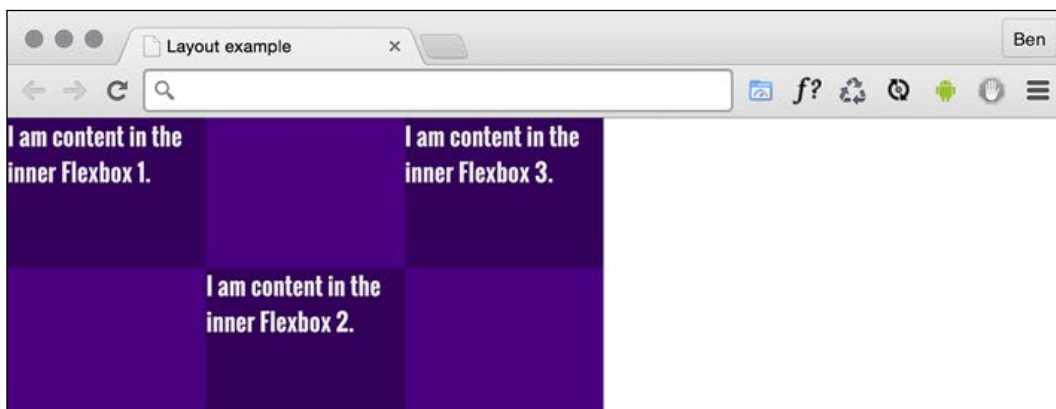 Layout example
Ben
f?
I am content in the
inner Flexbox 1.
I am content in the
inner Flexbox 3.
I am content in the
inner Flexbox 2.